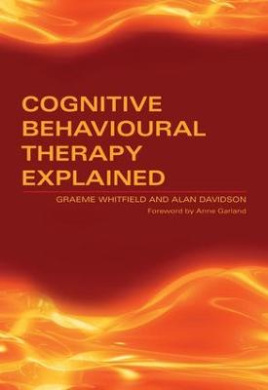 COGNITIVE
BEHAVIOURAL
THERAPY
EXPLAINED
GRAEME WHITFIELD AND ALAN DAVIDSON
Foreword by Anne Garland